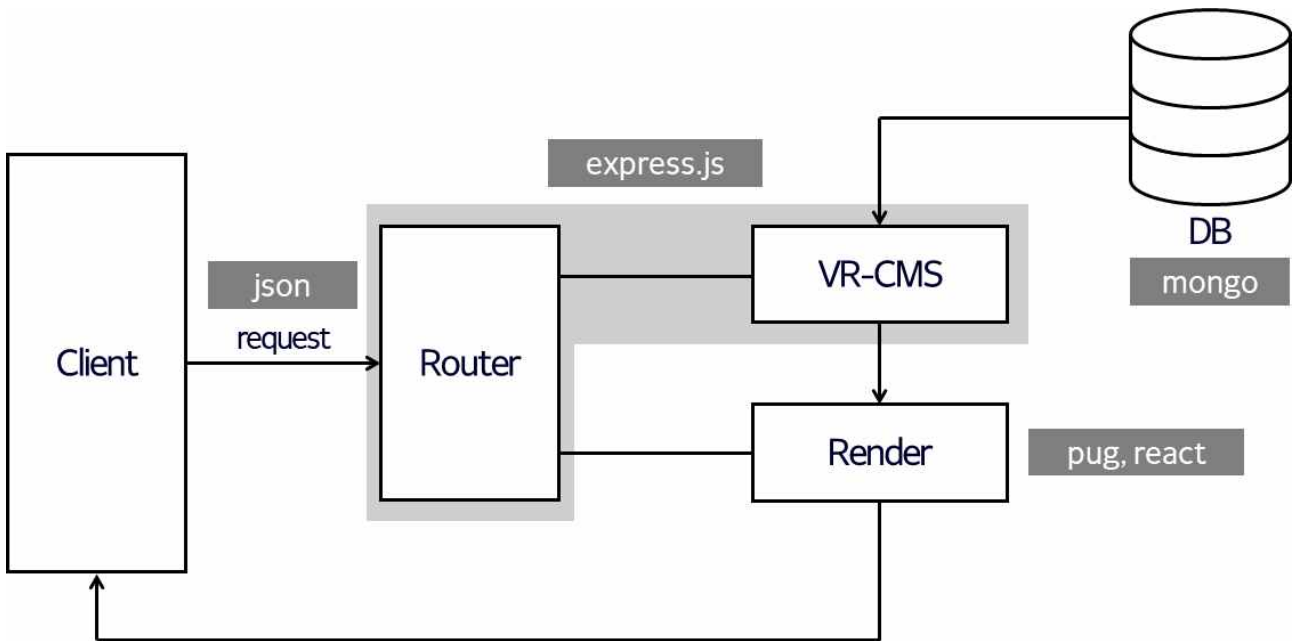 express.js
DB
mongo
json
request
Client
Router
VR-CMS
Render
pug, react